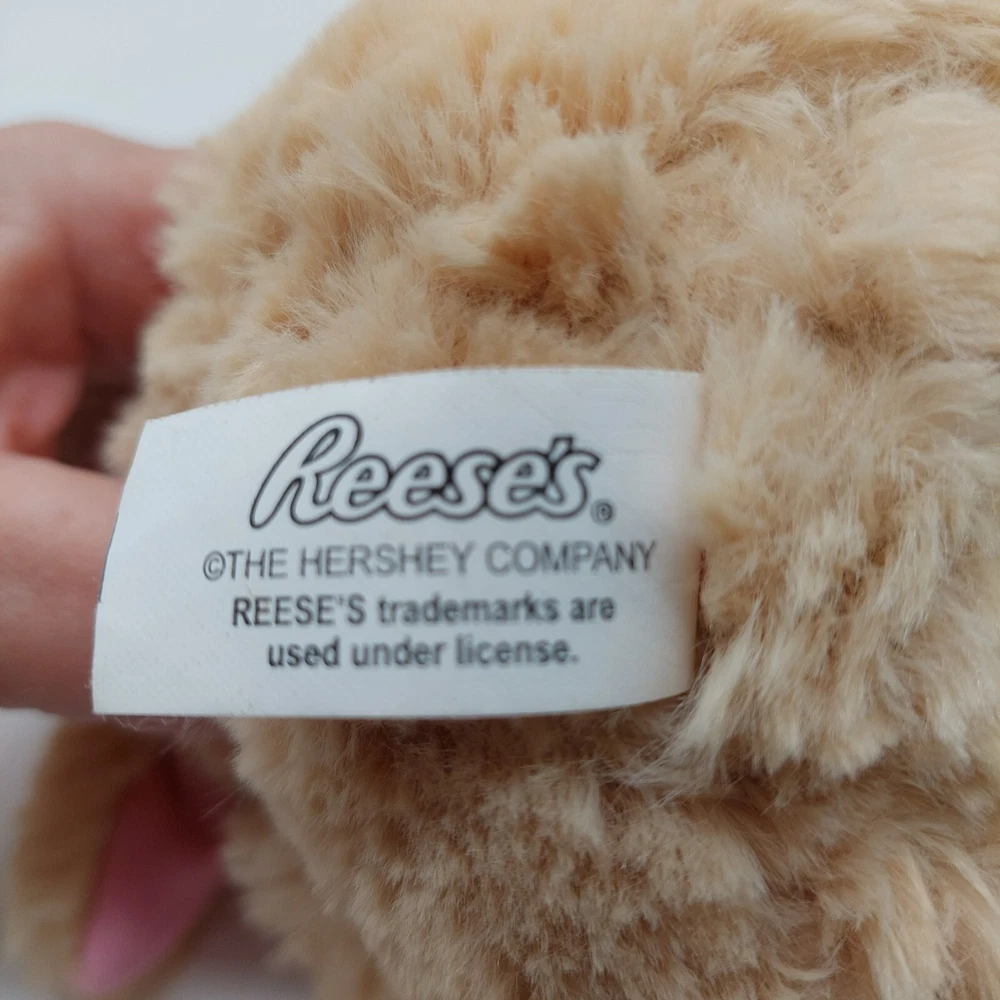 Reese's®
©THE HERSHEY COMPANY
REESE'S trademarks are
used under license.